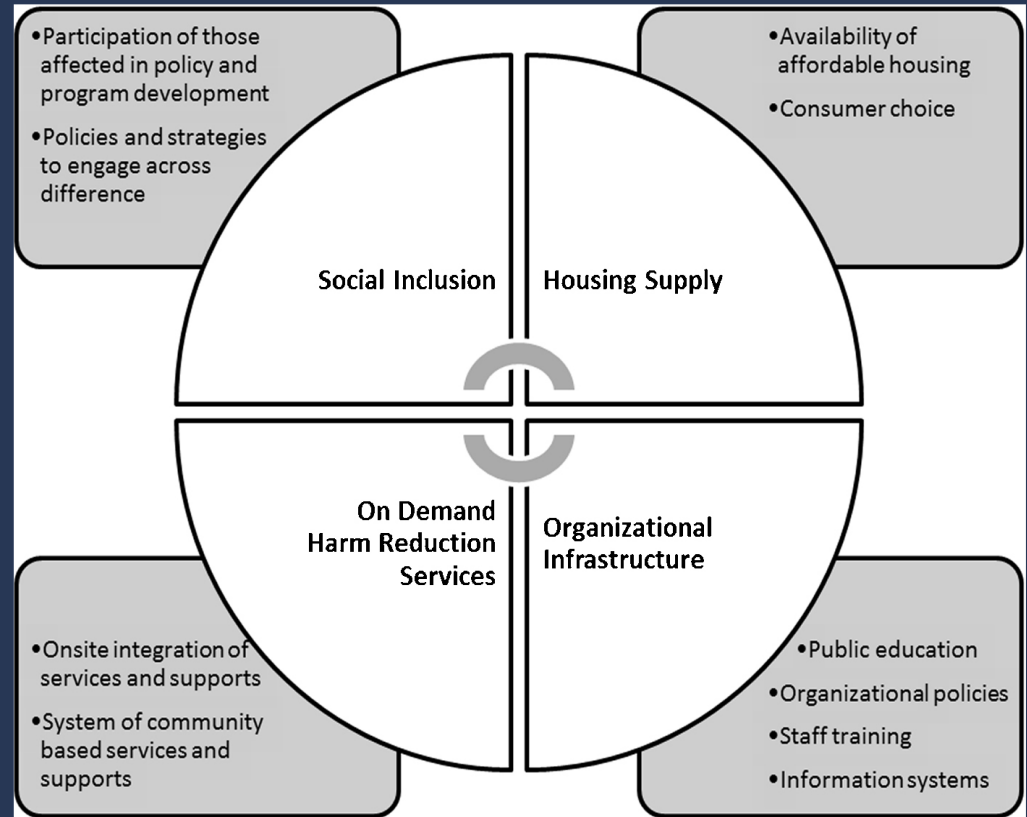 •Participation of those
affected in policy and
program development
•Policies and strategies
to engage across
difference
•Availability of
affordable housing
•Consumer choice
Social Inclusion
Housing Supply
On Demand
Harm Reduction
Services
Organizational
Infrastructure
•Onsite integration of
services and supports
•System of community
based services and
supports
•Public education
•Organizational policies
•Staff training
•Information systems